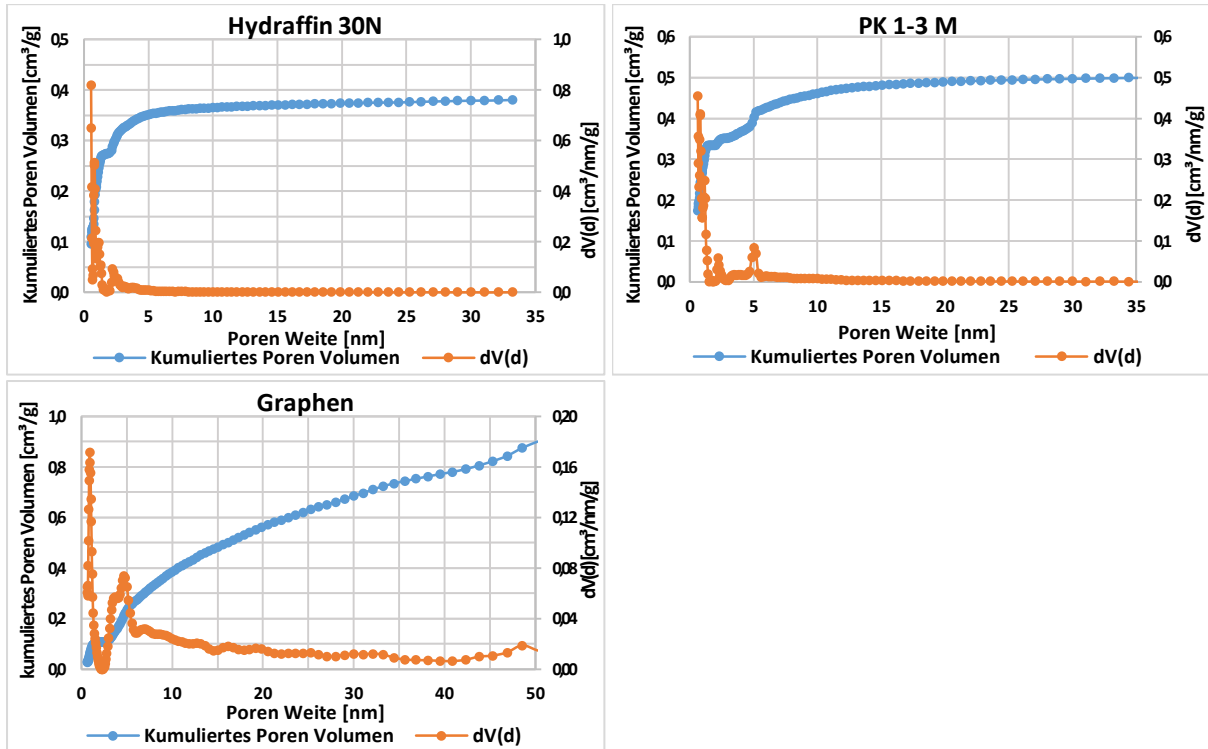 Hydraffin 30N
Kumuliertes Poren Volumen [cm³/g]
0,5
0,4
0,3
0,2
0,1
0,0
1,0
0,8
0,6
0,4
0,2
0,0
dV(d) [cm³/nm/g]
0 5 10 15 20 25 30 35
Poren Weite [nm]
Kumuliertes Poren Volumen dV(d)
PK 1-3 M
Kumuliertes Poren Volumen [cm³/g]
0,6
0,5
0,4
0,3
0,2
0,1
0,0
0,6
0,5
0,4
0,3
0,2
0,1
0,0
dV(d) [cm³/nm/g]
0 5 10 15 20 25 30 35
Poren Weite [nm]
Kumuliertes Poren Volumen dV(d)
Graphen
kumuliertes Poren Volumen [cm³/g]
1,0
0,8
0,6
0,4
0,2
0,0
0,20
0,16
0,12
0,08
0,04
0,00
dV(d) [cm³/nm/g]
0 10 20 30 40 50
Poren Weite [nm]
Kumuliertes Poren Volumen dV(d)